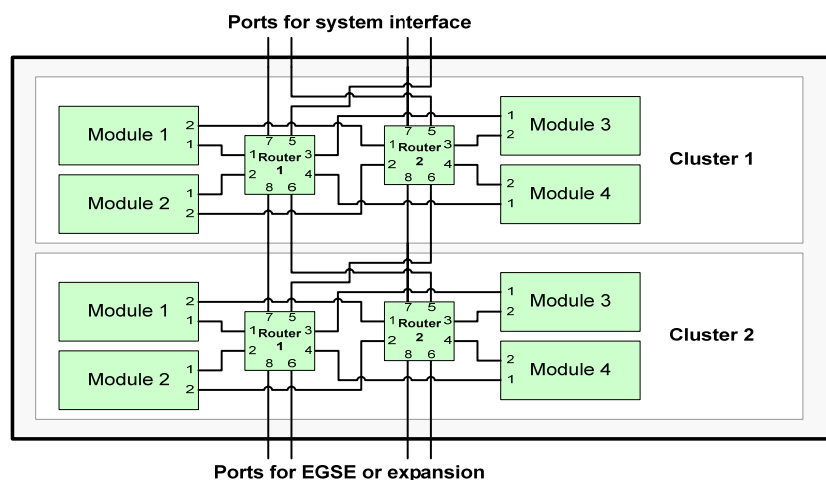 Ports for system interface
Module 1
2
1
Module 2
1
2
7 5
1 Router 3
1
2 4
8 6
7 5
1 Router 3
2
2 4
8 6
1
2
Module 3
2
1
Module 4
Cluster 1
Module 1
2
1
Module 2
1
2
7 5
1 Router 3
1
2 4
8 6
7 5
1 Router 3
2
2 4
8 6
1
2
Module 3
2
1
Module 4
Cluster 2
Ports for EGSE or expansion